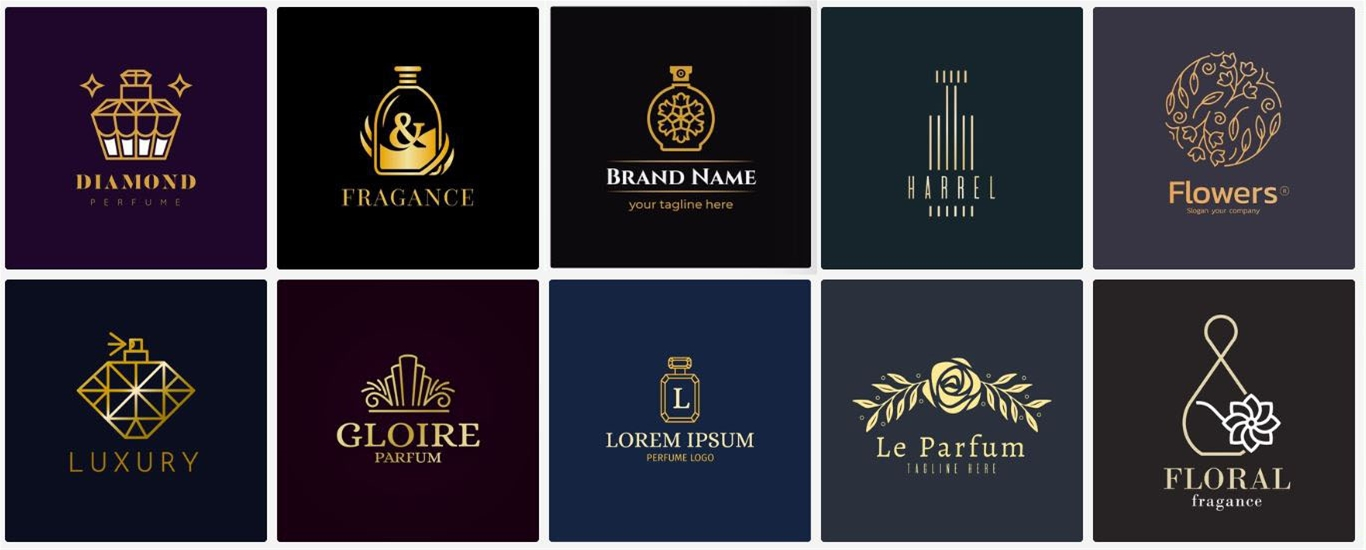 DIAMOND
PERFUME
&
FRAGANCE
BRAND NAME
your tagline here
HARREL
Flowers®
Slogan your company
LUXURY
GLOIRE
PARFUM
L
LOREM IPSUM
PERFUME LOGO
Le Parfum
TAGLINE HERE
FLORAL
fragance